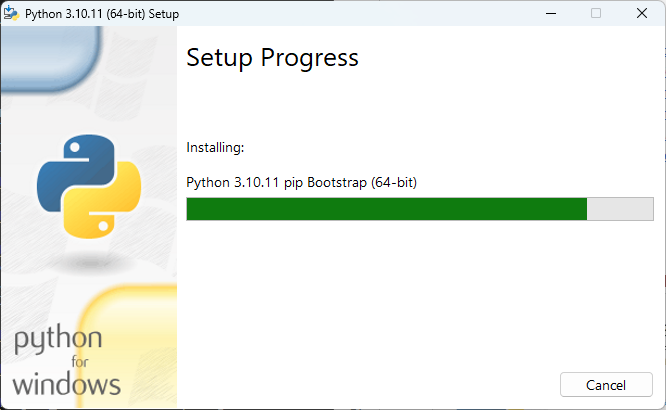 Python 3.10.11 (64-bit) Setup
Setup Progress
Installing:
Python 3.10.11 pip Bootstrap (64-bit)
python
for
windows
Cancel